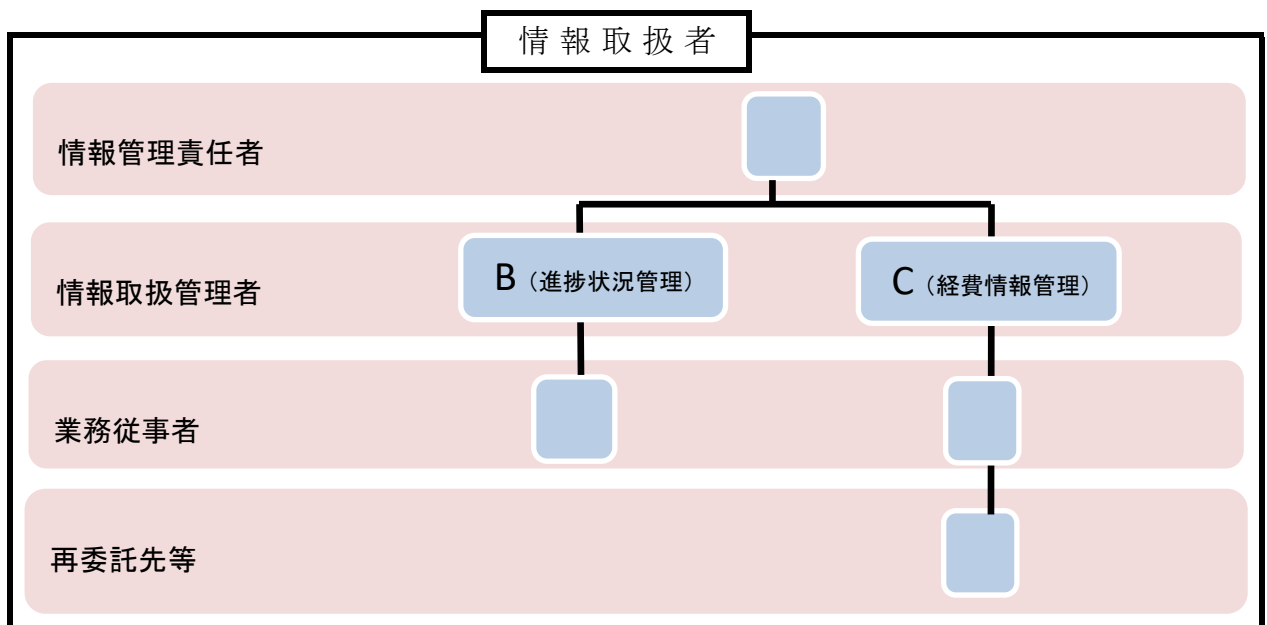 情報取扱者
情報管理責任者
情報取扱管理者
B（進捗状況管理）
C（経費情報管理）
業務従事者
再委託先等